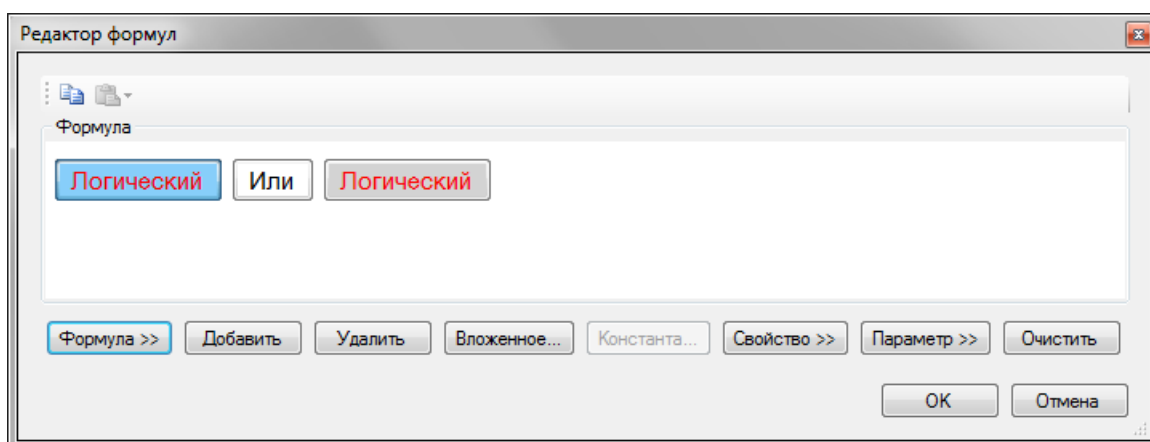 Редактор формул
Формула
Логический Или Логический
Формула >> Добавить Удалить Вложенное... Константа... Свойство >> Параметр >> Очистить
OK Отмена